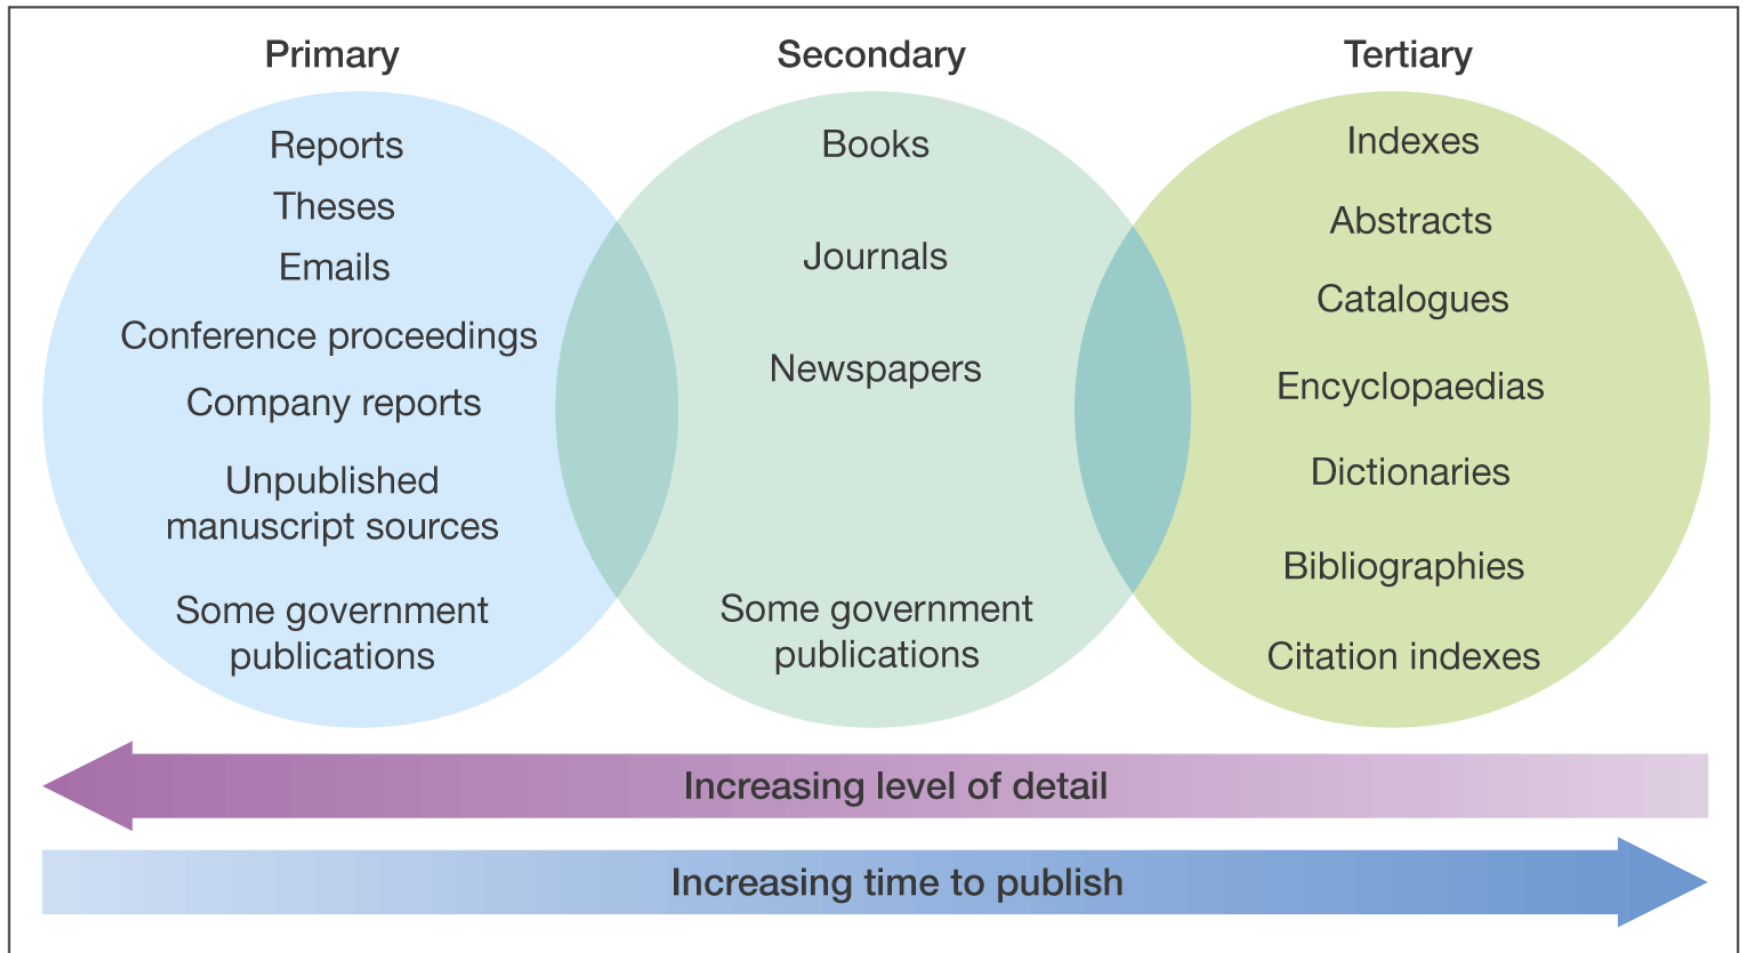 Primary
Reports
Theses
Emails
Conference proceedings
Company reports
Unpublished
manuscript sources
Some government
publications
Secondary
Books
Journals
Newspapers
Some government
publications
Tertiary
Indexes
Abstracts
Catalogues
Encyclopaedias
Dictionaries
Bibliographies
Citation indexes
Increasing level of detail
Increasing time to publish